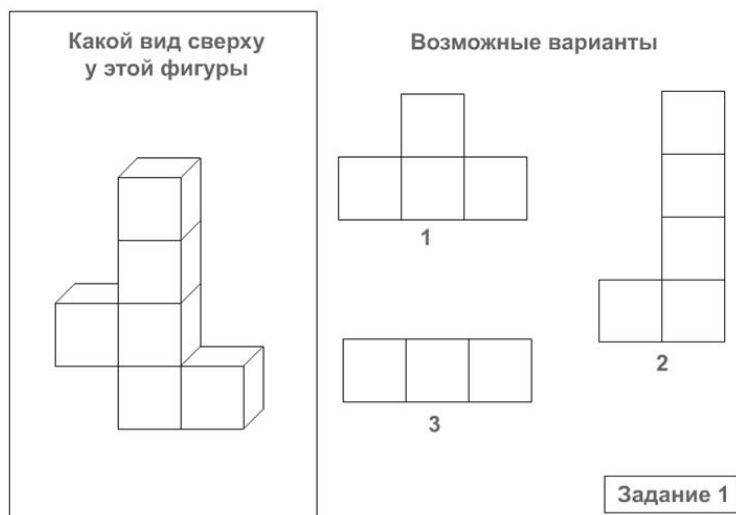 Какой вид сверху
у этой фигуры
Возможные варианты
1
2
3
Задание 1